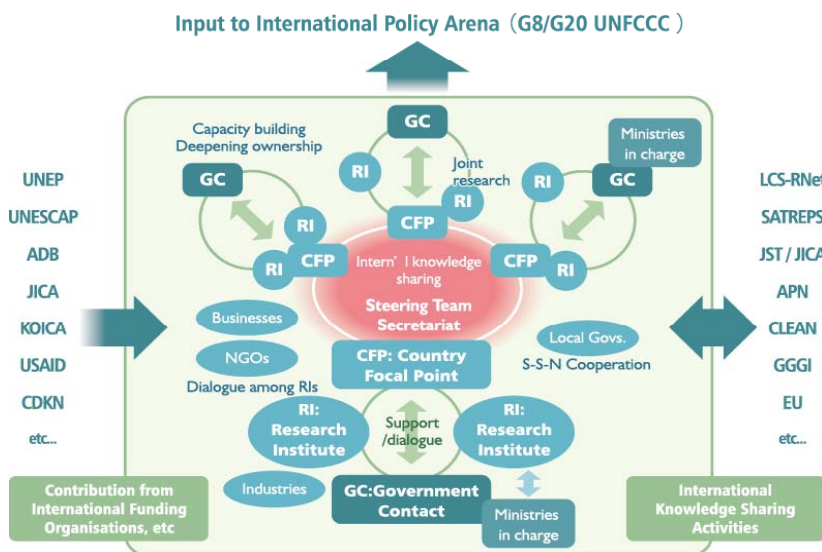 Input to International Policy Arena (G8/G20 UNFCCC )
GC
Capacity building
Deepening ownership
Ministries
in charge
GC
RI
Joint
research
RI
GC
RI
RI
CFP
RI
RI
CFP
Intern' l knowledge
sharing
CFP
RI
Steering Team
Secretariat
UNEP
UNESCAP
ADB
JICA
KOICA
USAID
CDKN
etc...
LCS-RNet
SATREPS
JST / JICA
APN
CLEAN
GGGI
EU
etc...
Businesses
NGOs
Dialogue among RIs
Local Govs.
S-S-N Cooperation
CFP: Country
Focal Point
RI:
Research
Institute
Support
/dialogue
RI:
Research
Institute
Industries
GC:Government
Contact
Ministries
in charge
Contribution from
International Funding
Organisations, etc
International
Knowledge Sharing
Activities